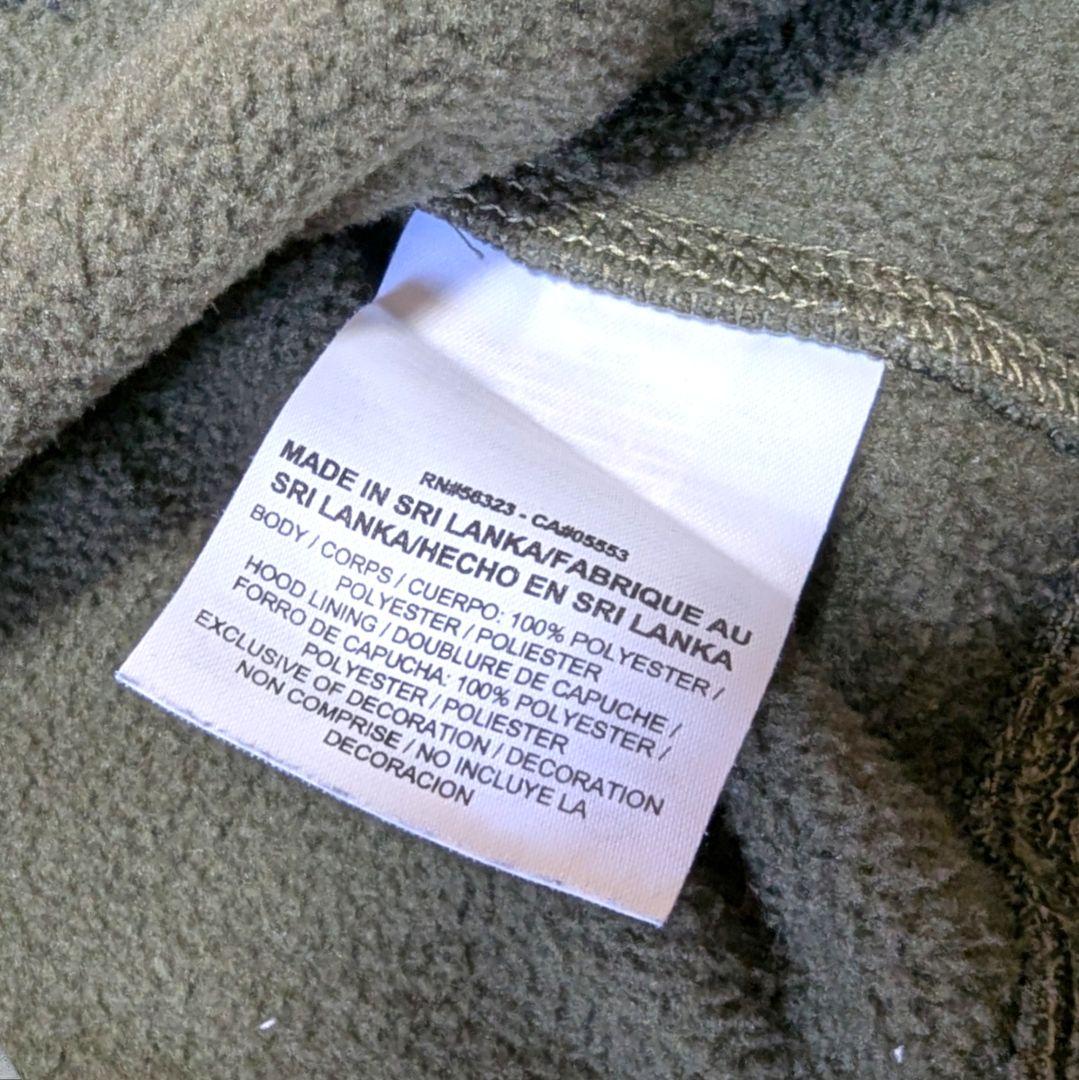 RN#56323 - CA#05553
MADE IN SRI LANKA/FABRIQUE AU
SRI LANKA/HECHO EN SRI LANKA
BODY / CORPS / CUERPO: 100% POLYESTER /
POLYESTER / POLIESTER
HOOD LINING / DOUBLURE DE CAPUCHE /
FORRO DE CAPUCHA: 100% POLYESTER /
POLYESTER / POLIESTER
EXCLUSIVE OF DECORATION / DECORATION
NON COMPRISE / NO INCLUYE LA
DECORACION